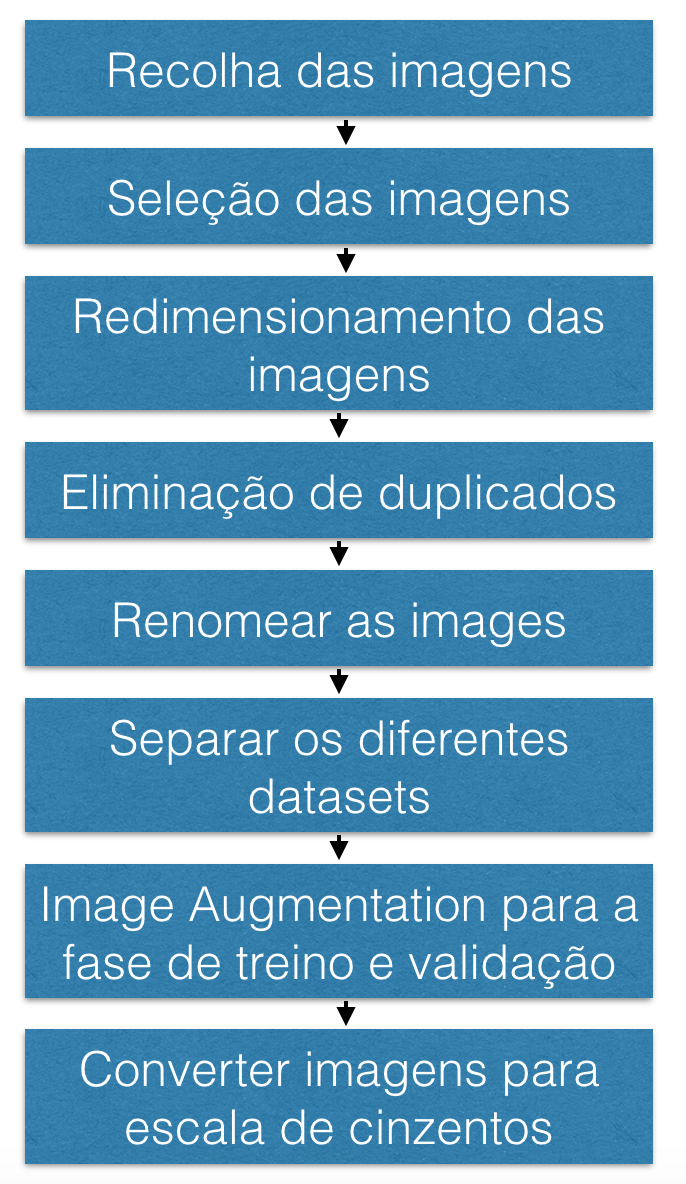 Recolha das imagens
Seleção das imagens
Redimensionamento das
imagens
Eliminação de duplicados
Renomear as images
Separar os diferentes
datasets
Image Augmentation para a
fase de treino e validação
Converter imagens para
escala de cinzentos